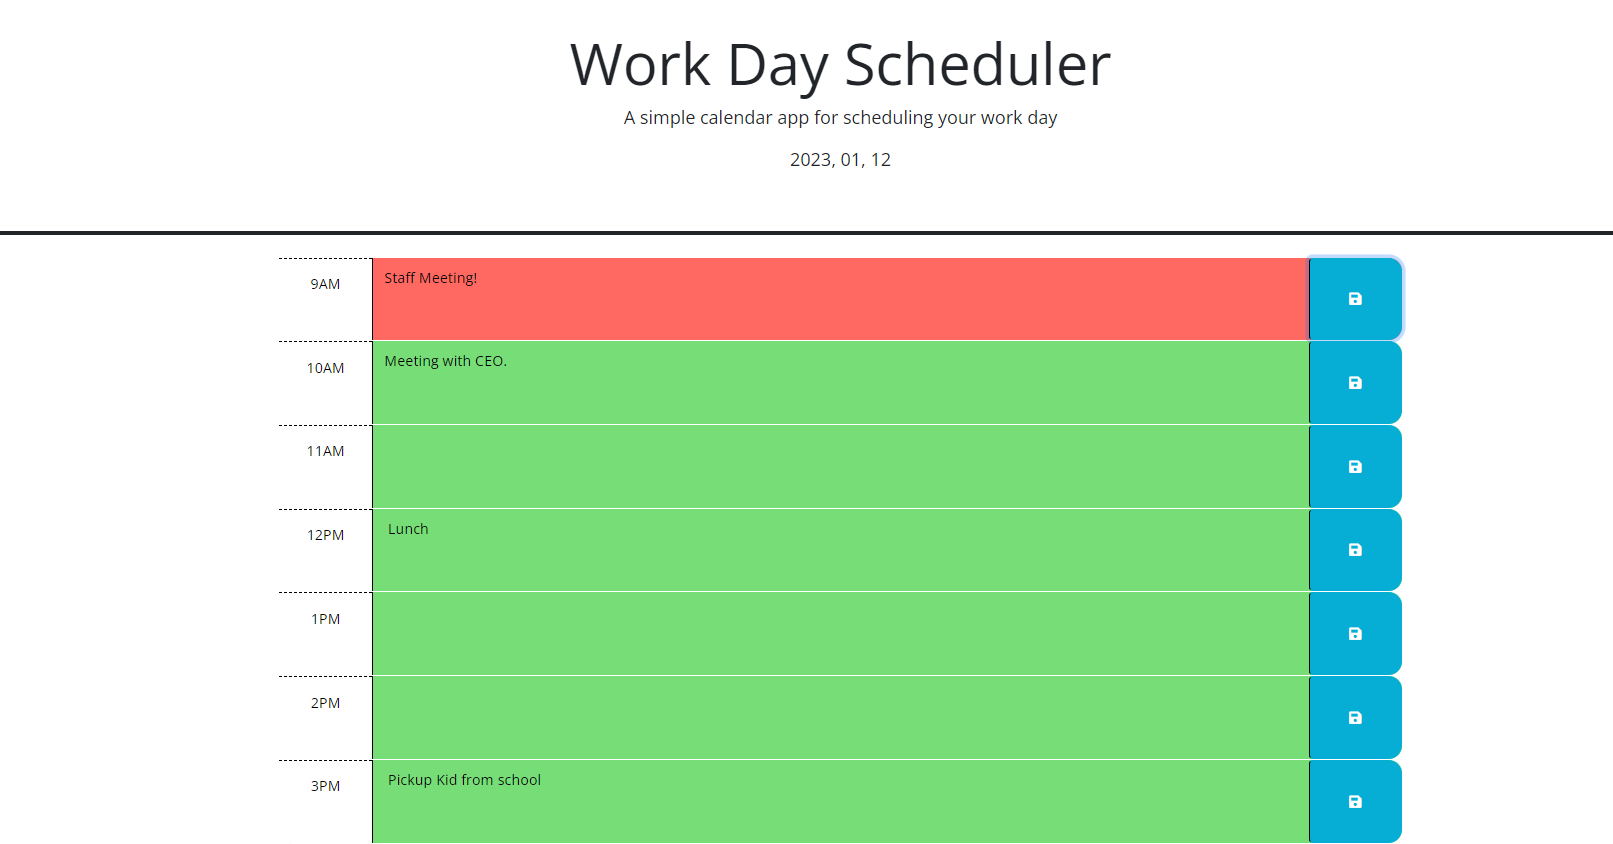 Work Day Scheduler
A simple calendar app for scheduling your work day
2023, 01, 12
9AM
Staff Meeting!
10AM
Meeting with CEO.
11AM
12PM
Lunch
1PM
2PM
3PM
Pickup Kid from school